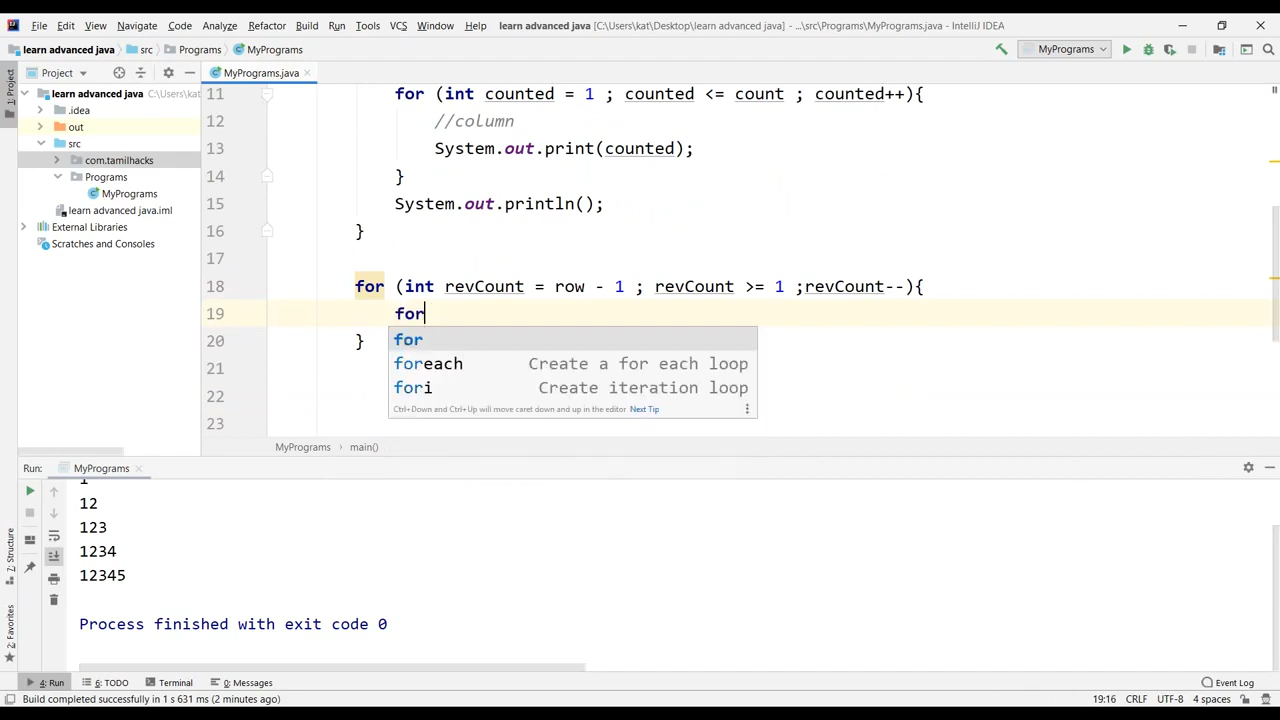 File Edit View Navigate Code Analyze Refactor Build Run Tools VCS Window Help learn advanced java [C:\Users\kat\Desktop\learn advanced java] - ...\src\Programs\MyPrograms.java - IntelliJ IDEA
learn advanced java src Programs MyPrograms MyPrograms
1: Project
Project MyPrograms.java
learn advanced java C:\Users\kat
.idea
out
src
com.tamilhacks
Programs
MyPrograms
learn advanced java.iml
External Libraries
Scratches and Consoles
11 for (int counted = 1 ; counted <= count ; counted++){
12 //column
13 System.out.print(counted);
14 }
15 System.out.println();
16 }
17
18 for (int revCount = row - 1 ; revCount >= 1 ;revCount--){
19 for
20 }
21
22
23
for
foreach Create a for each loop
fori Create iteration loop
Ctrl+Down and Ctrl+Up will move caret down and up in the editor Next Tip
MyPrograms main()
Run: MyPrograms
1
12
123
1234
12345
Process finished with exit code 0
7: Structure
2: Favorites
4: Run 6: TODO Terminal 0: Messages Event Log
Build completed successfully in 1 s 631 ms (2 minutes ago) 19:16 CRLF UTF-8 4 spaces